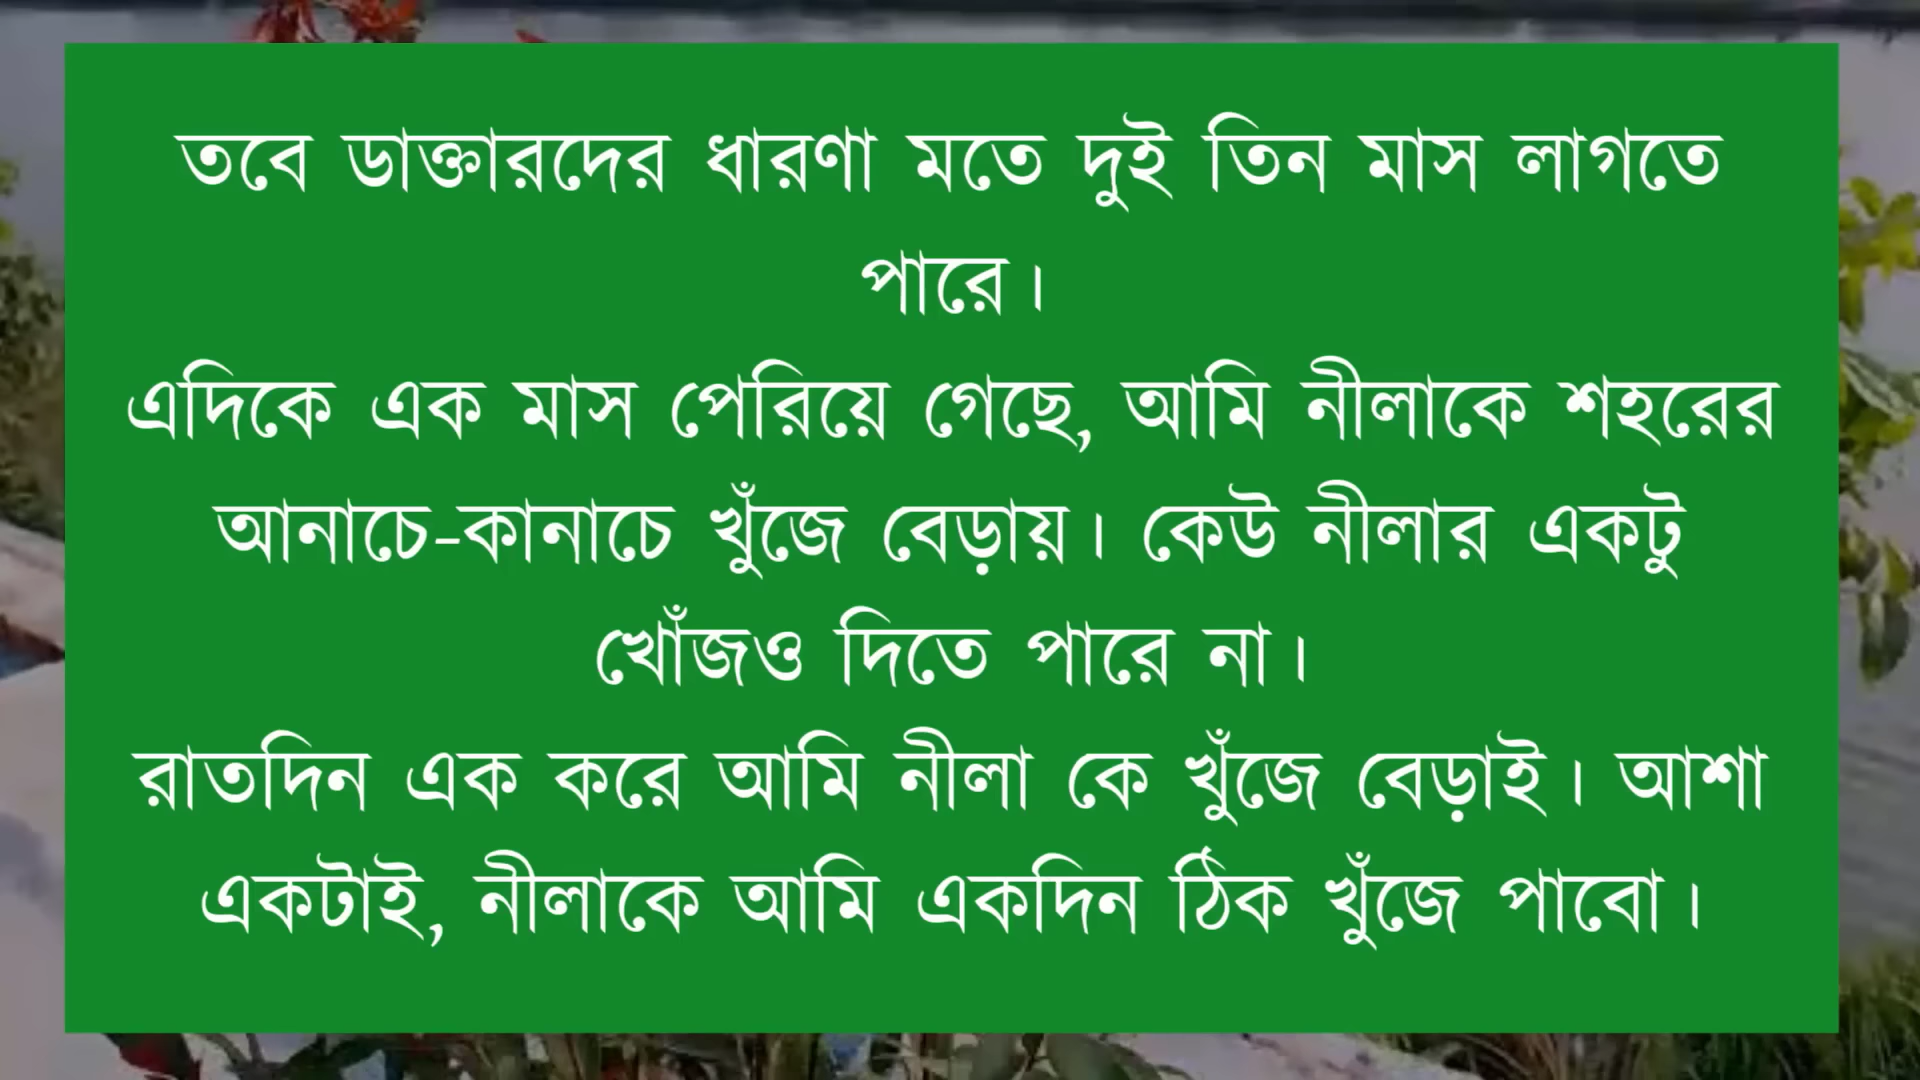 তবে ডাক্তারদের ধারণা মতে দুই তিন মাস লাগতে
পারে।
এদিকে এক মাস পেরিয়ে গেছে, আমি নীলাকে শহরের
আনাচে-কানাচে খুঁজে বেড়ায়। কেউ নীলার একটু
খোঁজও দিতে পারে না।
রাতদিন এক করে আমি নীলা কে খুঁজে বেড়াই। আশা
একটাই, নীলাকে আমি একদিন ঠিক খুঁজে পাবো।